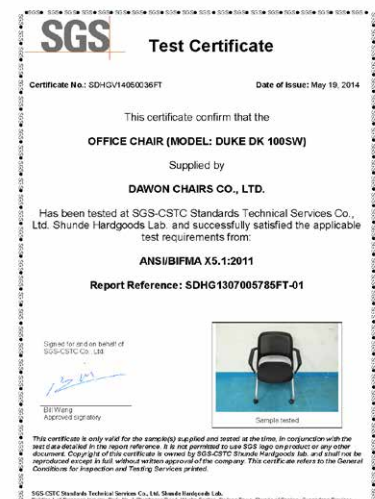 SGS
Test Certificate
Certificate No.: SDHGV14050036FT
Date of issue: May 19, 2014
This certificate confirm that the
OFFICE CHAIR (MODEL: DUKE DK 100SW)
Supplied by
DAWON CHAIRS CO., LTD.
Has been tested at SGS-CSTC Standards Technical Services Co.,
Ltd. Shunde Hardgoods Lab. and successfully satisfied the applicable
test requirements from:
ANSI/BIFMA X5.1:2011
Report Reference: SDHG1307005785FT-01
Signed for and on behalf of
SGS-CSTC Co., Ltd.
Bill Wang
Approved signatory
Sample tested
This certificate is only valid for the sample(s) supplied and tested at the time, in conjunction with the
test data detailed in the report reference. It is not permitted to use SGS logo on product or any other
document. Copyright of this certificate is owned by SGS-CSTC Shunde Hardgoods lab. and shall not be
reproduced except in full without written approval of the company. This certificate refers to the General
Conditions for Inspection and Testing Services printed.
SGS-CSTC Standards Technical Services Co., Ltd. Shunde Hardgoods Lab.